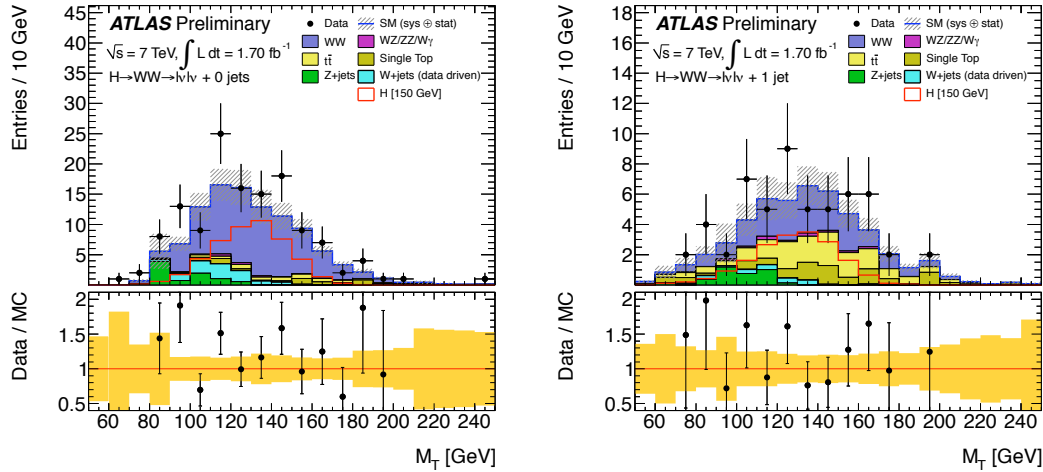 ATLAS Preliminary
√s = 7 TeV, ∫ L dt = 1.70 fb⁻¹
H→WW→lνlν + 0 jets
Data
SM (sys ⊕ stat)
WW
WZ/ZZ/Wγ
tt̄
Single Top
Z+jets
W+jets (data driven)
H [150 GeV]
Entries / 10 GeV
45
40
35
30
25
20
15
10
5
Data / MC
2
1.5
1
0.5
60 80 100 120 140 160 180 200 220 240
M_T [GeV]
ATLAS Preliminary
√s = 7 TeV, ∫ L dt = 1.70 fb⁻¹
H→WW→lνlν + 1 jet
Data
SM (sys ⊕ stat)
WW
WZ/ZZ/Wγ
tt̄
Single Top
Z+jets
W+jets (data driven)
H [150 GeV]
Entries / 10 GeV
18
16
14
12
10
8
6
4
2
Data / MC
2
1.5
1
0.5
60 80 100 120 140 160 180 200 220 240
M_T [GeV]